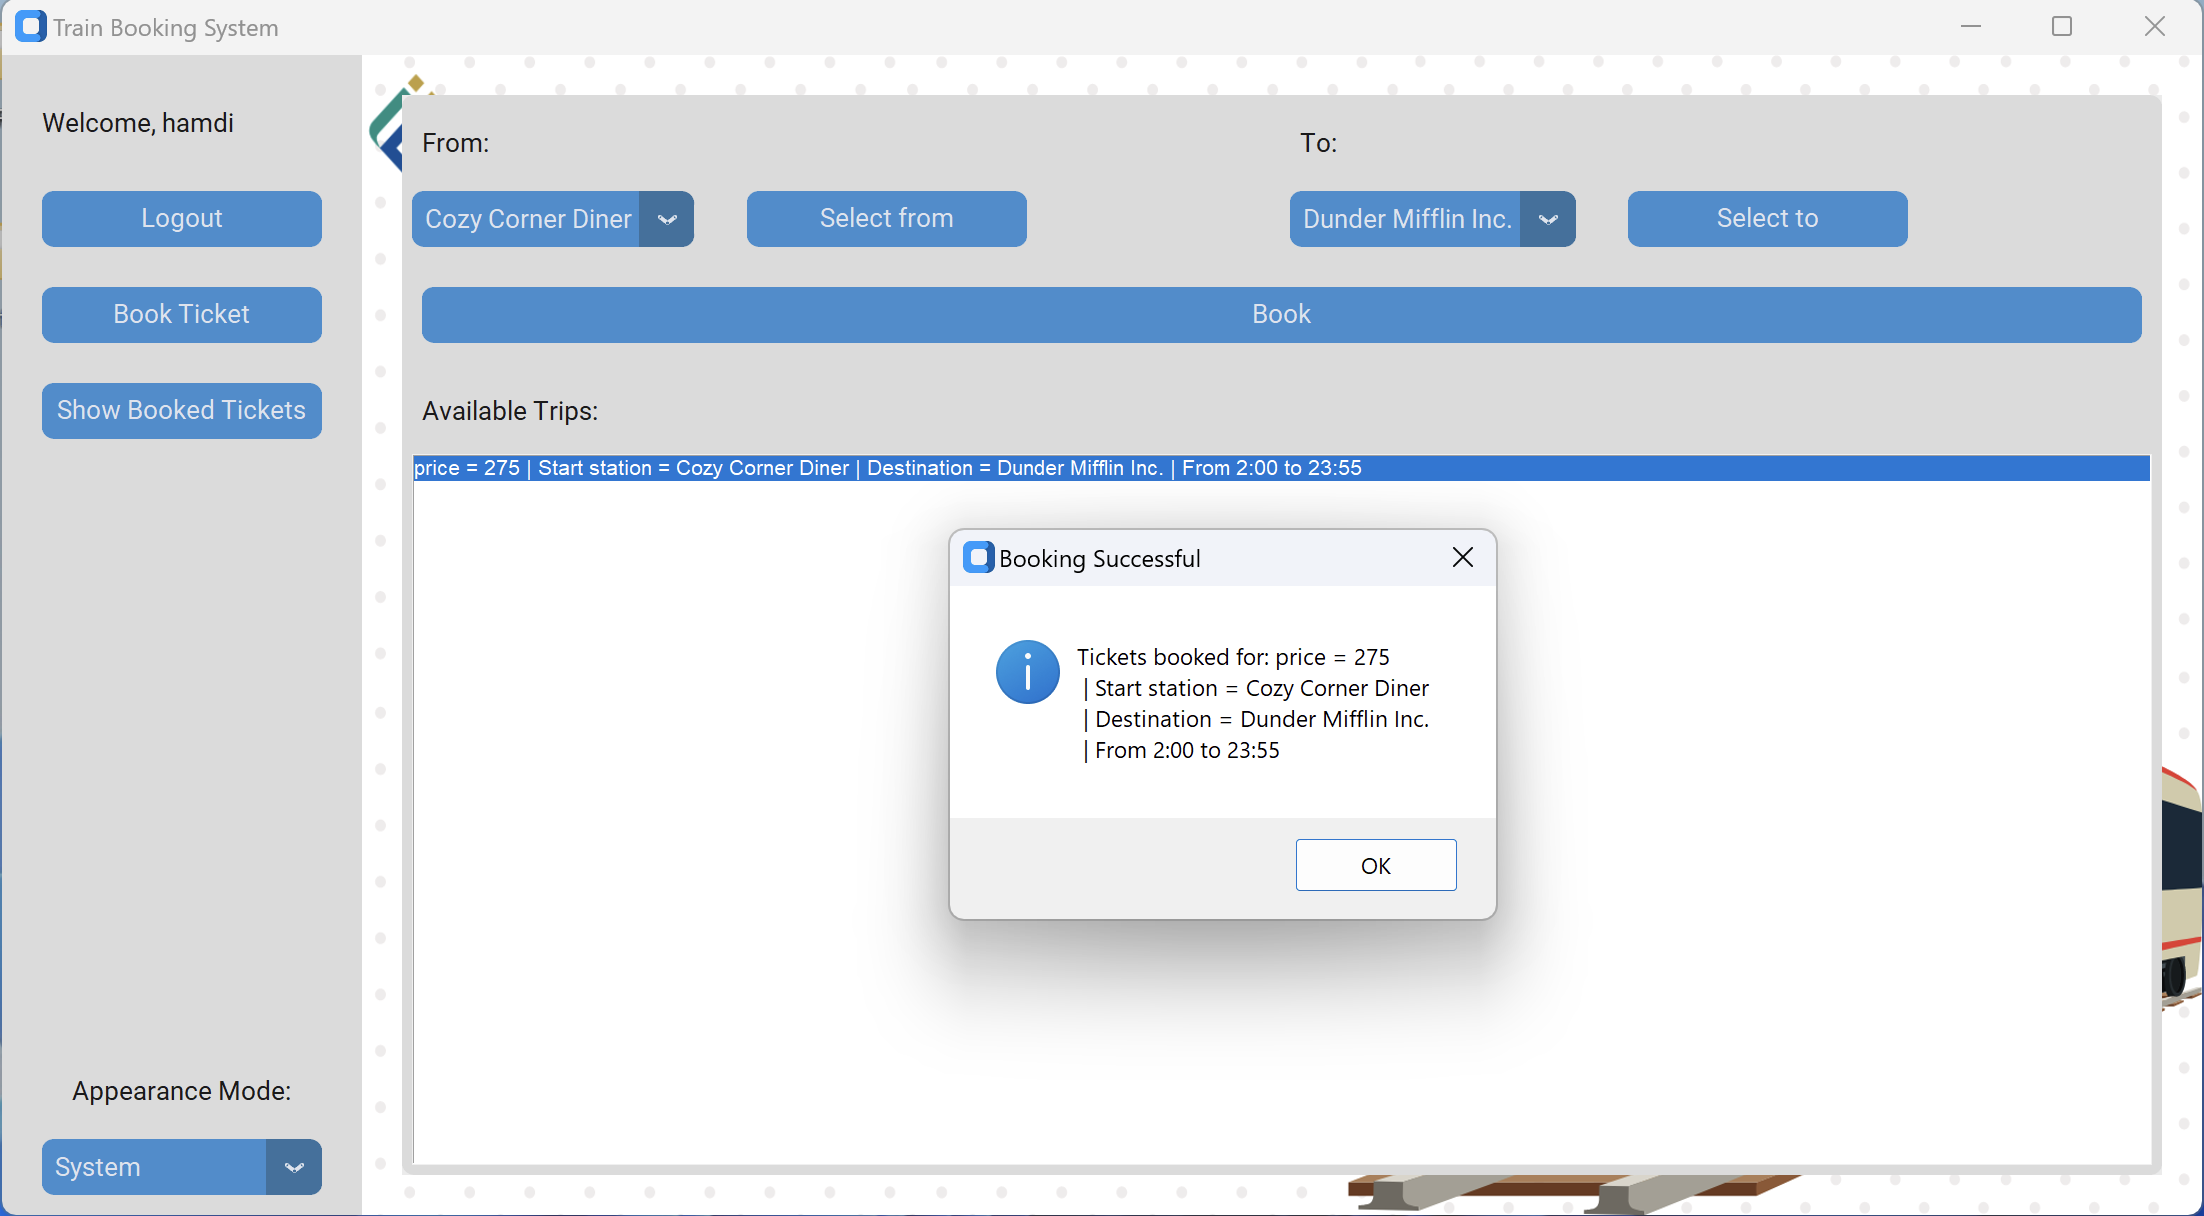 Train Booking System
Welcome, hamdi
Logout
Book Ticket
Show Booked Tickets
Appearance Mode:
System
From:
To:
Cozy Corner Diner
Select from
Dunder Mifflin Inc.
Select to
Book
Available Trips:
price = 275 | Start station = Cozy Corner Diner | Destination = Dunder Mifflin Inc. | From 2:00 to 23:55
Booking Successful
Tickets booked for: price = 275
| Start station = Cozy Corner Diner
| Destination = Dunder Mifflin Inc.
| From 2:00 to 23:55
OK